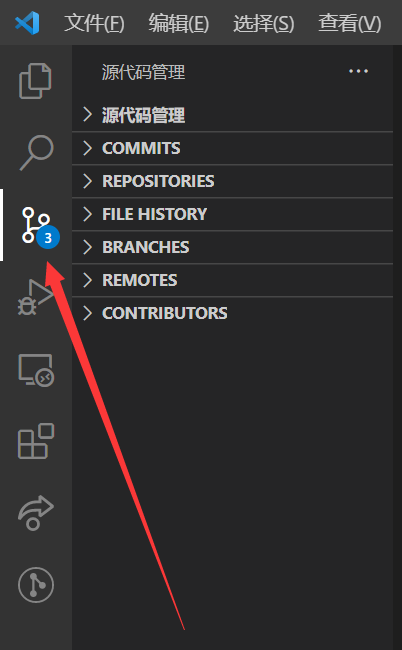 文件(F) 编辑(E) 选择(S) 查看(V)
源代码管理 ···
源代码管理
COMMITS
REPOSITORIES
3
FILE HISTORY
BRANCHES
REMOTES
CONTRIBUTORS